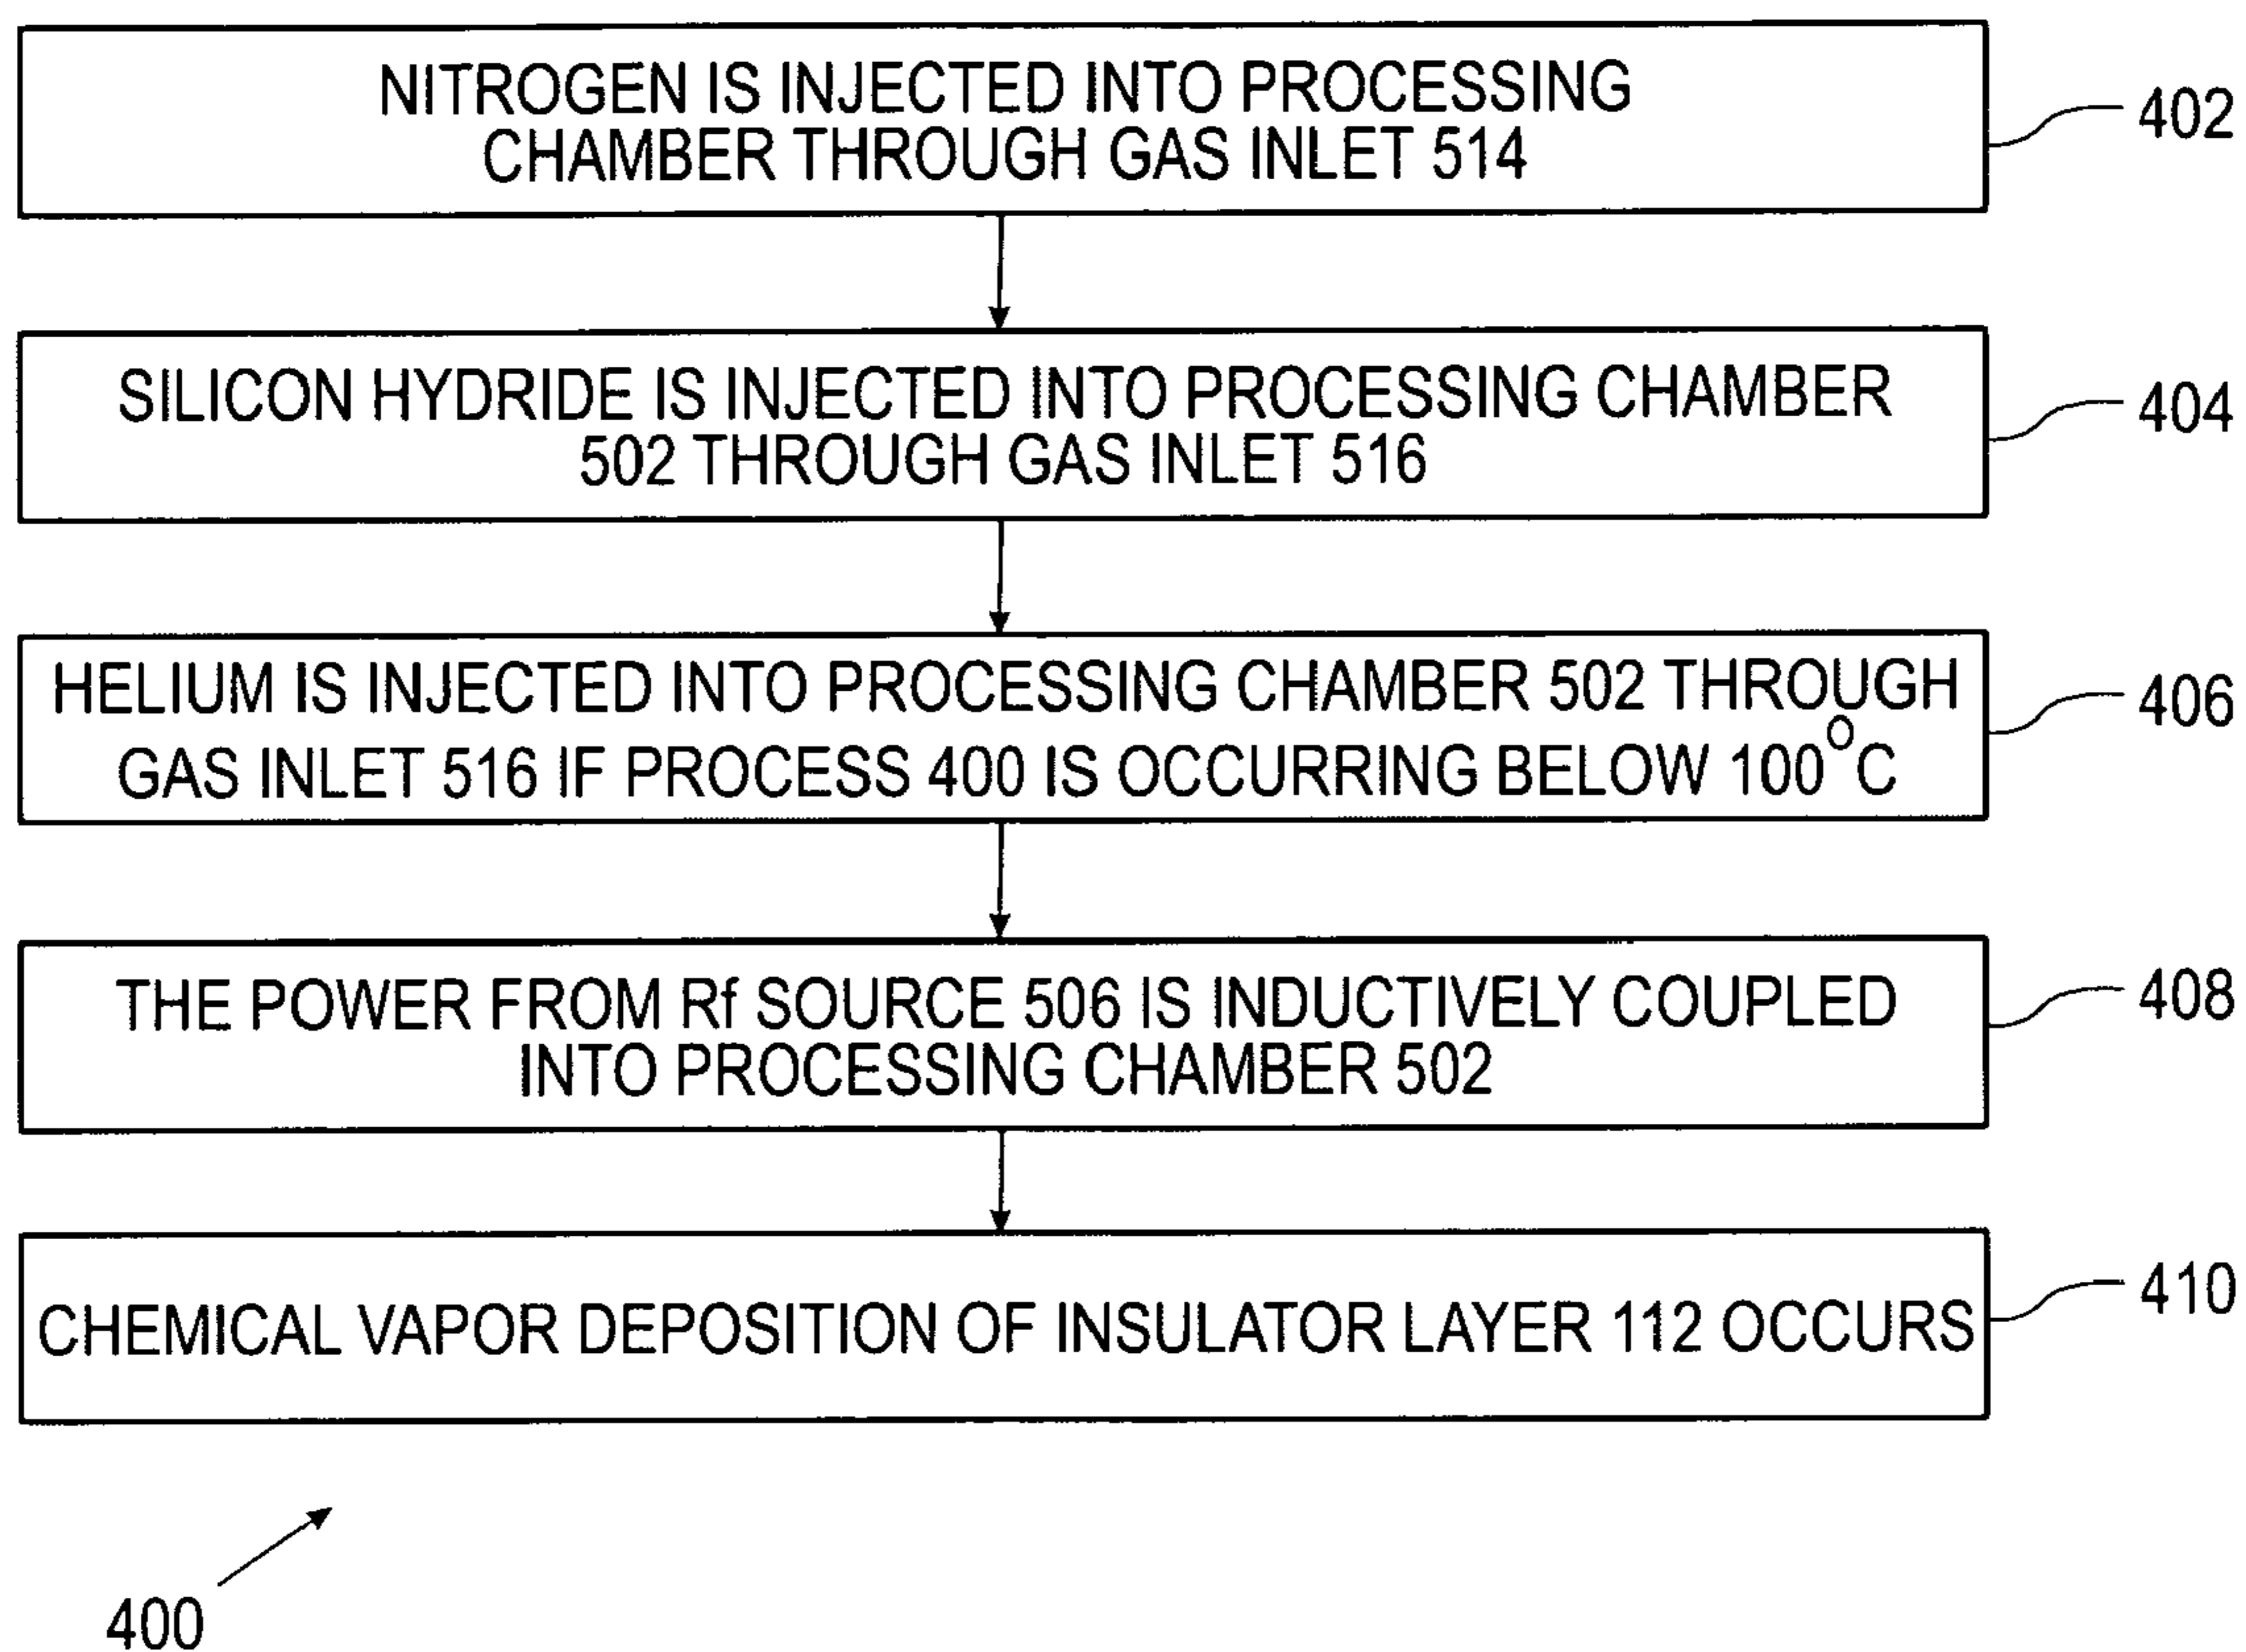 NITROGEN IS INJECTED INTO PROCESSING
CHAMBER THROUGH GAS INLET 514
402
SILICON HYDRIDE IS INJECTED INTO PROCESSING CHAMBER
502 THROUGH GAS INLET 516
404
HELIUM IS INJECTED INTO PROCESSING CHAMBER 502 THROUGH
GAS INLET 516 IF PROCESS 400 IS OCCURRING BELOW 100°C
406
THE POWER FROM Rf SOURCE 506 IS INDUCTIVELY COUPLED
INTO PROCESSING CHAMBER 502
408
CHEMICAL VAPOR DEPOSITION OF INSULATOR LAYER 112 OCCURS
410
400